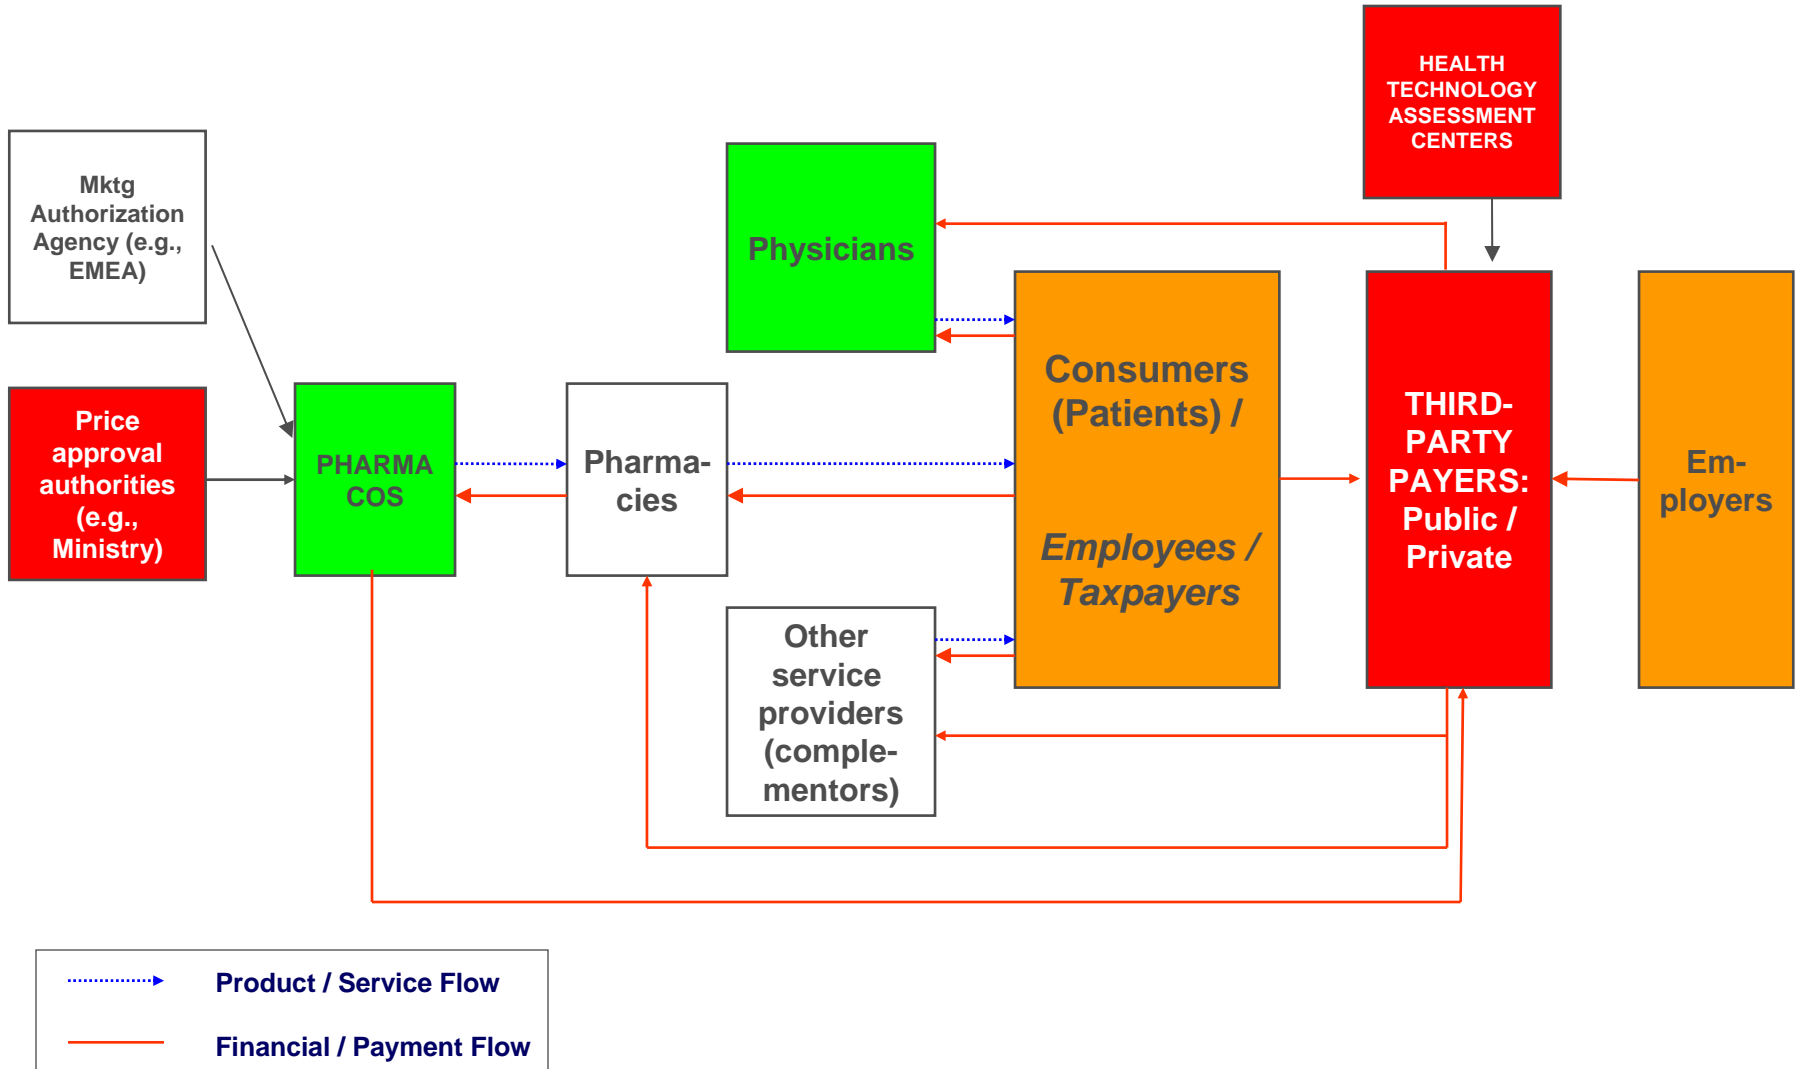 HEALTH
TECHNOLOGY
ASSESSMENT
CENTERS
Mktg
Authorization
Agency (e.g.,
EMEA)
Physicians
Price
approval
authorities
(e.g.,
Ministry)
PHARMA
COS
Pharma-
cies
Consumers
(Patients) /
Employees /
Taxpayers
THIRD-
PARTY
PAYERS:
Public /
Private
Em-
ployers
Other
service
providers
(comple-
mentors)
Product / Service Flow
Financial / Payment Flow